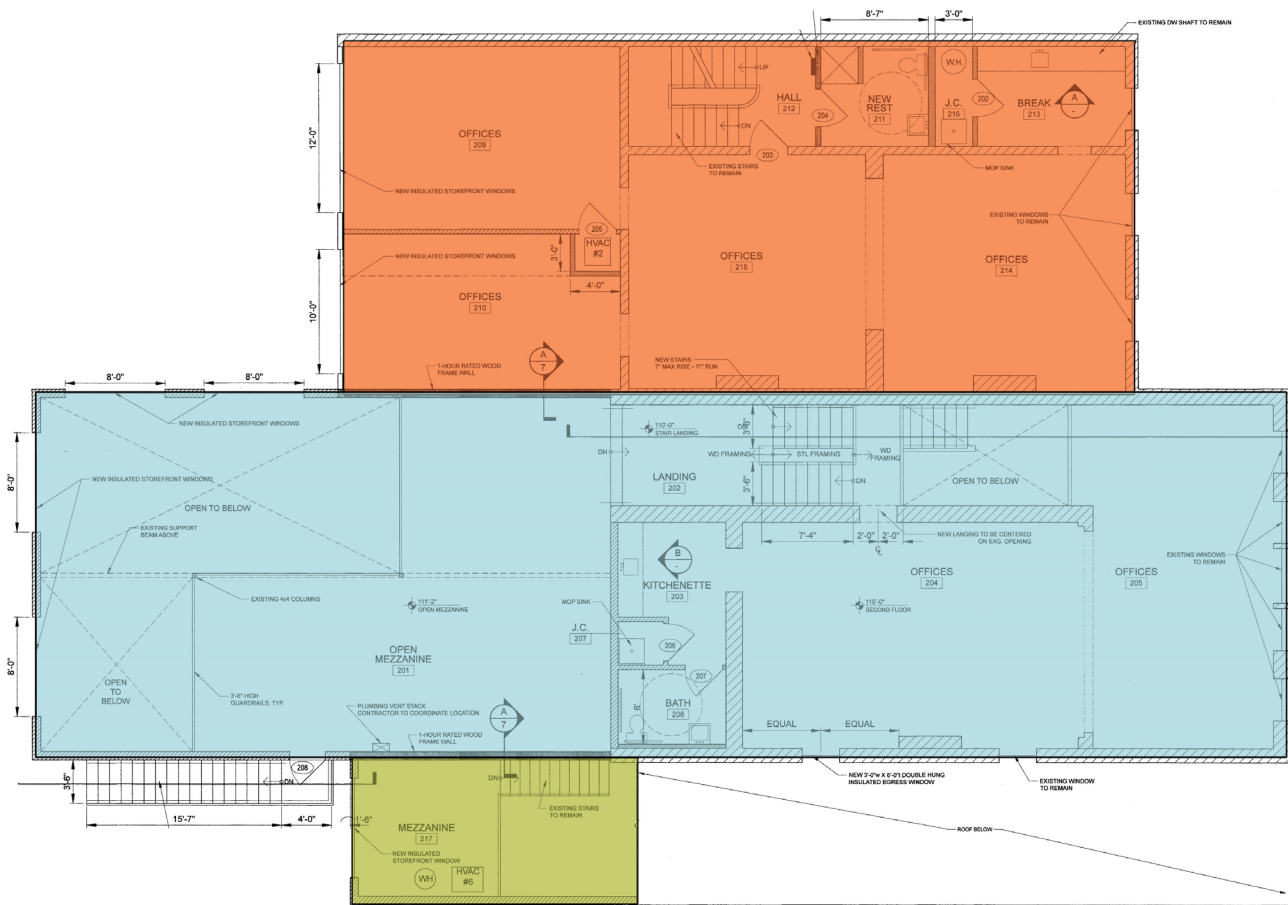 8'-7"
3'-0"
EXISTING DW SHAFT TO REMAIN
UP
W.H.
HALL
212
204
NEW
REST
211
J.C.
216
202
BREAK
213
A
-
OFFICES
209
DN
203
12'-0"
EXISTING STAIRS
TO REMAIN
MOP SINK
NEW INSULATED STOREFRONT WINDOWS
EXISTING WINDOWS
TO REMAIN
205
HVAC
#2
3'-0"
4'-0"
NEW INSULATED STOREFRONT WINDOWS
OFFICES
215
OFFICES
214
OFFICES
210
10'-0"
A
7
1-HOUR RATED WOOD
FRAME WALL
NEW STAIRS
7" MAX RISE - 11" RUN
8'-0"
8'-0"
NEW INSULATED STOREFRONT WINDOWS
110'-0"
STAIR LANDING
DN
3'-6"
DN
WD FRAMING
STL FRAMING
WD
FRAMING
8'-0"
NEW INSULATED STOREFRONT WINDOWS
LANDING
202
3'-6"
DN
OPEN TO BELOW
OPEN TO BELOW
EXISTING SUPPORT
BEAM ABOVE
7'-4"
2'-0"
2'-0"
NEW LANDING TO BE CENTERED
ON EXG. OPENING
B
-
EXISTING WINDOWS
TO REMAIN
KITCHENETTE
203
OFFICES
204
OFFICES
205
EXISTING 4x4 COLUMNS
111'-2"
OPEN MEZZANINE
MOP SINK
115'-0"
SECOND FLOOR
J.C.
207
206
OPEN
MEZZANINE
201
207
8'-0"
OPEN
TO
BELOW
3'-6" HIGH
GUARDRAILS, TYP.
PLUMBING VENT STACK
CONTRACTOR TO COORDINATE LOCATION
6'
BATH
206
A
7
EQUAL
EQUAL
1-HOUR RATED WOOD
FRAME WALL
208
3'-6"
DN
DN
NEW 3'-0"w X 6'-0"t DOUBLE HUNG
INSULATED EGRESS WINDOW
EXISTING WINDOW
TO REMAIN
15'-7"
4'-0"
1'-6"
EXISTING STAIRS
TO REMAIN
MEZZANINE
217
ROOF BELOW
NEW INSULATED
STOREFRONT WINDOW
WH
HVAC
#6